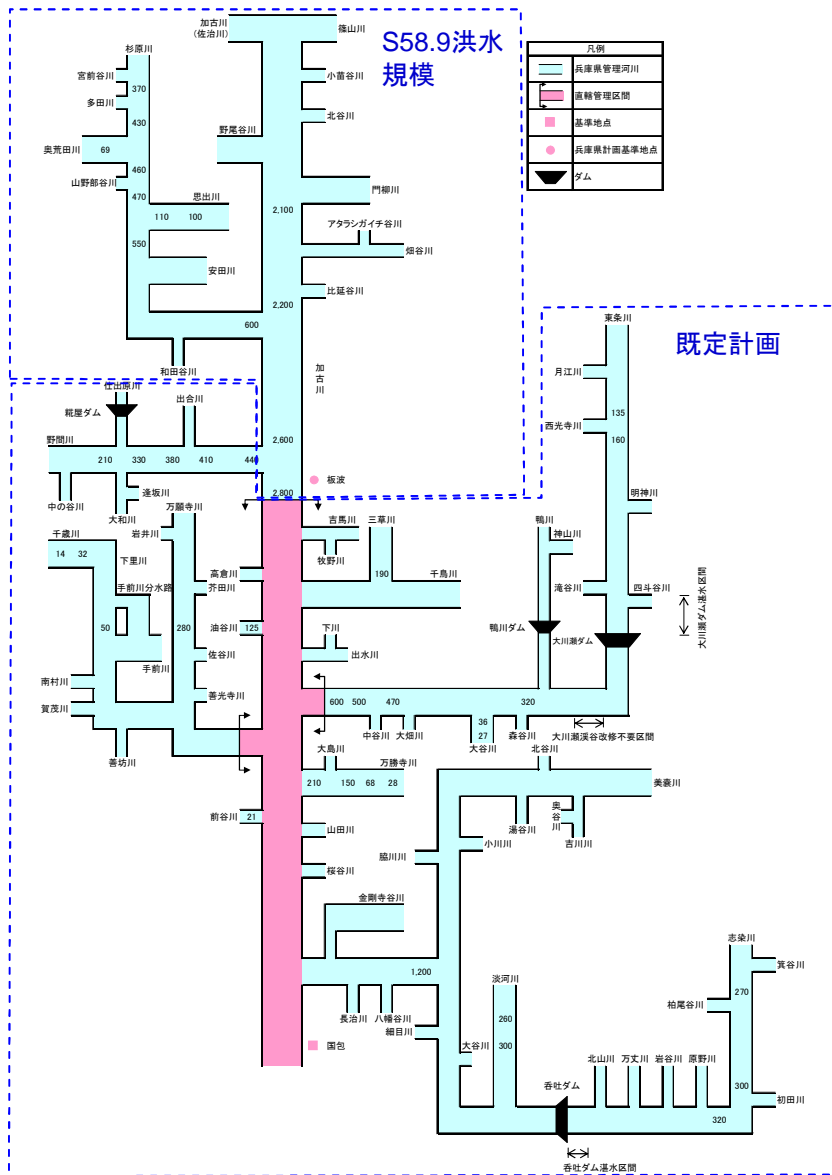 加古川
(佐治川)
篠山川
S58.9洪水
規模
杉原川
宮前谷川
370
小苗谷川
多田川
430
北谷川
野尾谷川
奥荒田川
69
460
山野部谷川
470
思出川
門柳川
110
100
2,100
アタラシガイチ谷川
550
畑谷川
安田川
比延谷川
2,200
600
和田谷川
加古川
凡例
兵庫県管理河川
直轄管理区間
基準地点
兵庫県計画基準地点
ダム
既定計画
東条川
月江川
135
西光寺川
160
明神川
仕出原川
出合川
糀屋ダム
野間川
210
330
380
410
440
2,600
板波
2,800
中の谷川
逢坂川
大和川
千歳川
14
32
下里川
万願寺川
岩井川
手前川分水路
芥田川
高倉川
50
280
油谷川
125
手前川
佐谷川
南村川
賀茂川
善光寺川
善坊川
吉馬川
牧野川
三草川
190
千鳥川
下川
出水川
鴨川
神山川
滝谷川
四斗谷川
鴨川ダム
大川瀬ダム
大川瀬ダム湛水区間
600
500
470
320
36
27
中谷川
大畑川
大谷川
森谷川
大川瀬渓谷改修不要区間
大島川
万勝寺川
210
150
68
28
前谷川
21
山田川
桜谷川
北谷川
美嚢川
湯谷川
奥谷川
吉川川
小川川
脇川川
金剛寺谷川
1,200
長治川
八幡谷川
細目川
国包
大谷川
淡河川
260
300
呑吐ダム
呑吐ダム湛水区間
北山川
万丈川
岩谷川
原野川
志染川
箕谷川
270
柏尾谷川
300
初田川
320